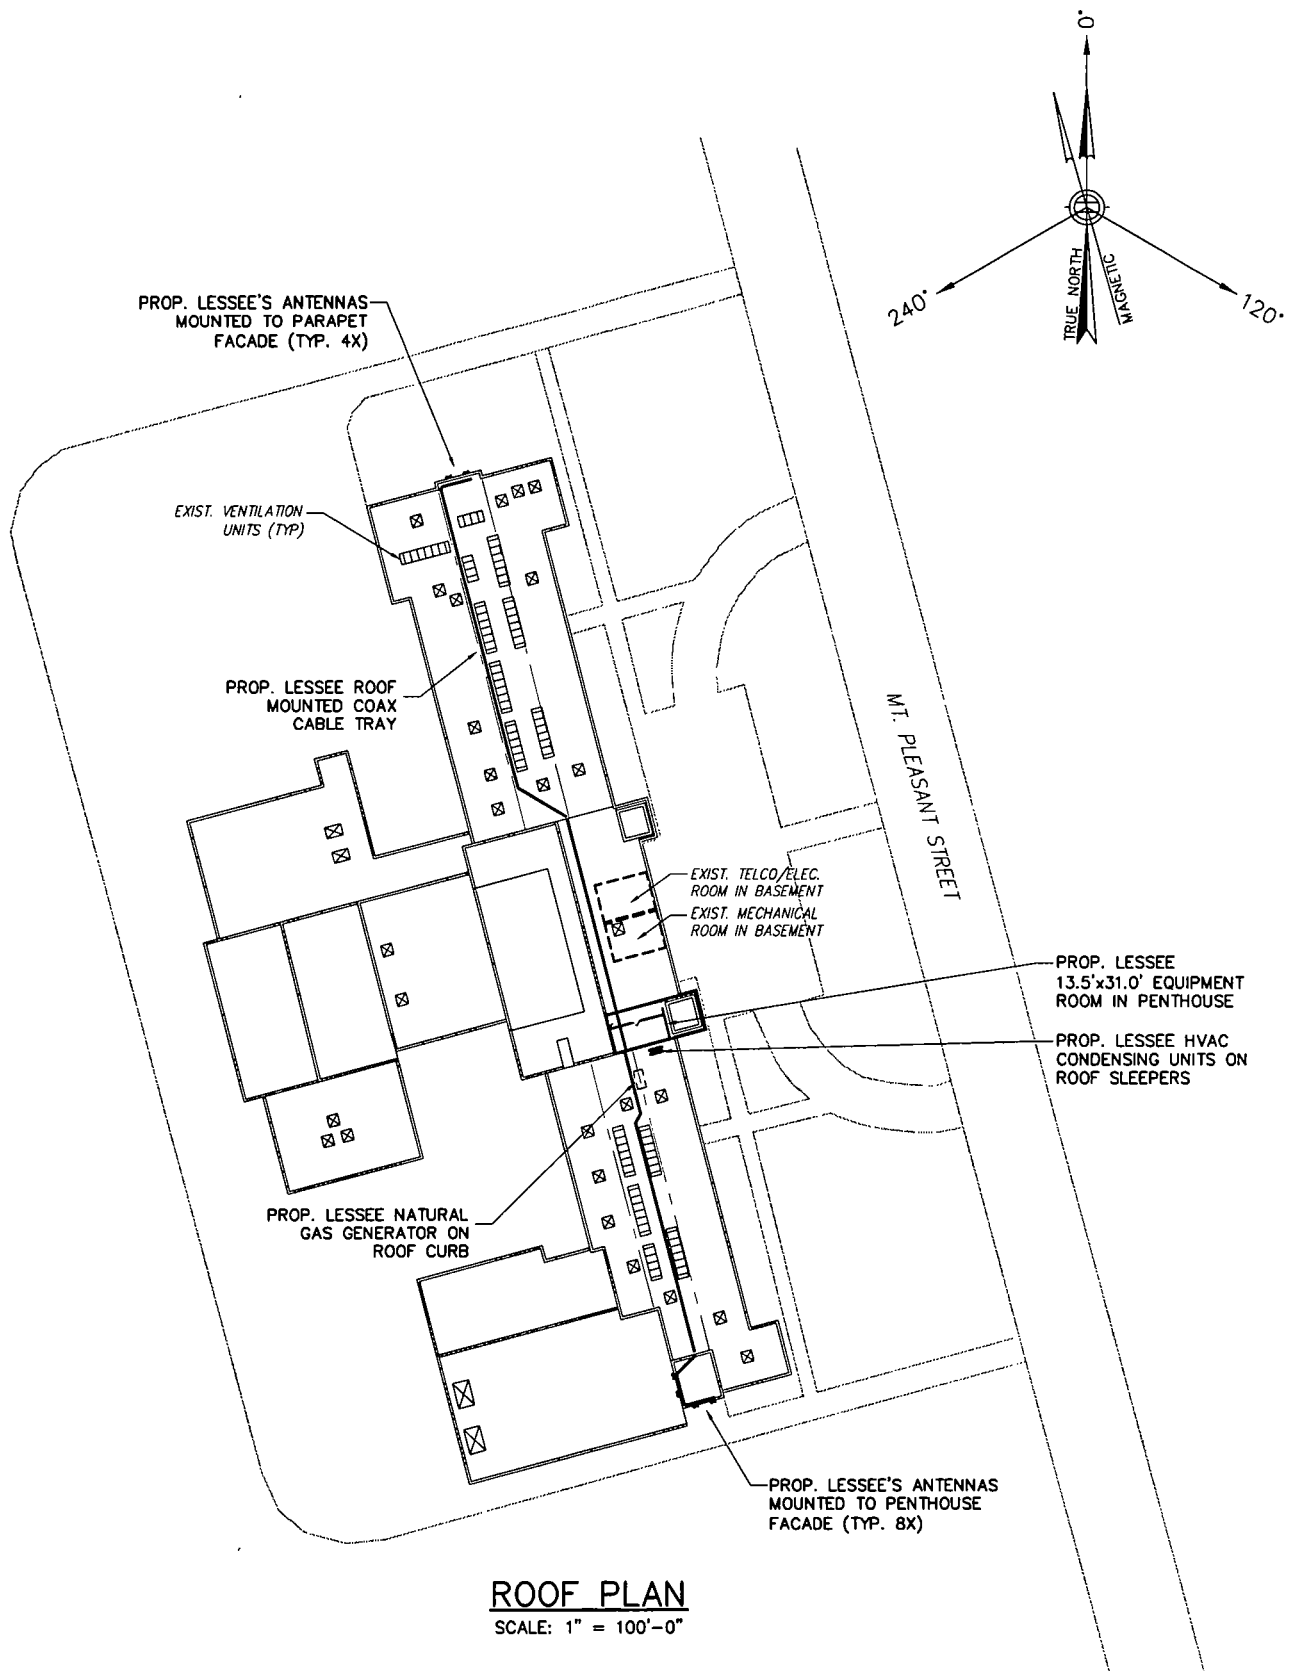 0°
240°
120°
TRUE NORTH
MAGNETIC
PROP. LESSEE'S ANTENNAS
MOUNTED TO PARAPET
FACADE (TYP. 4X)
EXIST. VENTILATION
UNITS (TYP)
PROP. LESSEE ROOF
MOUNTED COAX
CABLE TRAY
MT. PLEASANT STREET
EXIST. TELCO/ELEC.
ROOM IN BASEMENT
EXIST. MECHANICAL
ROOM IN BASEMENT
PROP. LESSEE
13.5'x31.0' EQUIPMENT
ROOM IN PENTHOUSE
PROP. LESSEE HVAC
CONDENSING UNITS ON
ROOF SLEEPERS
PROP. LESSEE NATURAL
GAS GENERATOR ON
ROOF CURB
PROP. LESSEE'S ANTENNAS
MOUNTED TO PENTHOUSE
FACADE (TYP. 8X)
ROOF PLAN
SCALE: 1" = 100'-0"